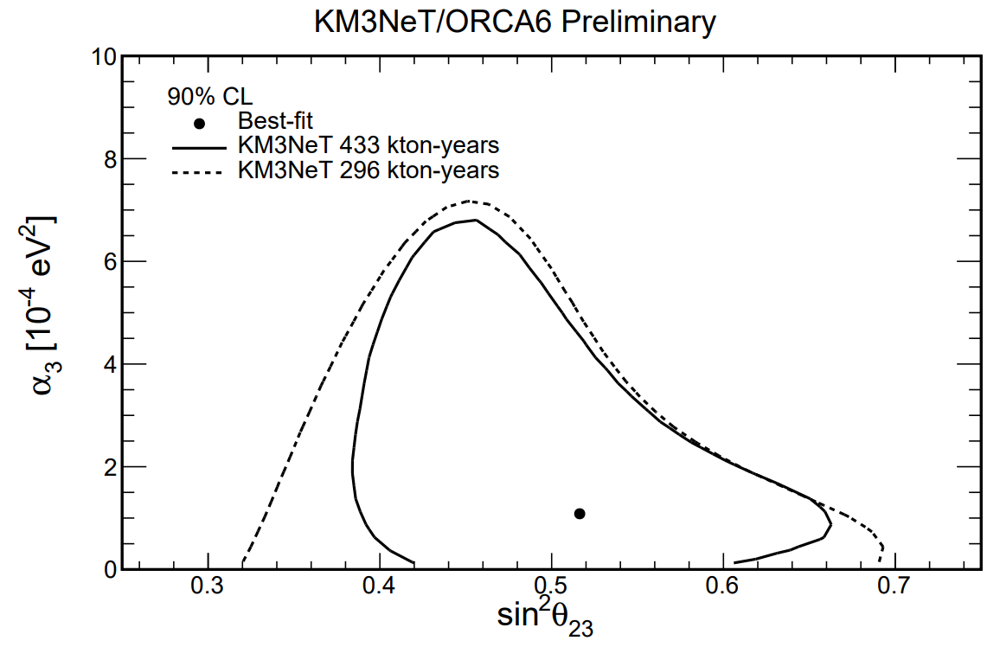 KM3NeT/ORCA6 Preliminary
10
90% CL
Best-fit
KM3NeT 433 kton-years
KM3NeT 296 kton-years
8
6
4
2
0
α₃ [10⁻⁴ eV²]
0.3 0.4 0.5 0.6 0.7
sin²θ₂₃